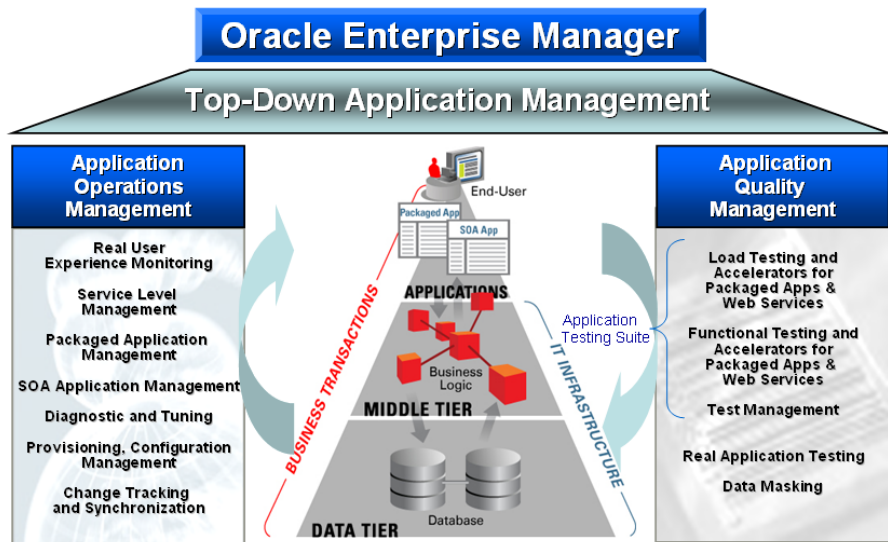 Oracle Enterprise Manager
Top-Down Application Management
Application
Operations
Management
Real User
Experience Monitoring
Service Level
Management
Packaged Application
Management
SOA Application Management
Diagnostic and Tuning
Provisioning, Configuration
Management
Change Tracking
and Synchronization
End-User
Packaged App
SOA App
APPLICATIONS
Business
Logic
MIDDLE TIER
Database
DATA TIER
BUSINESS TRANSACTIONS
IT INFRASTRUCTURE
Application
Testing Suite
Application
Quality
Management
Load Testing and
Accelerators for
Packaged Apps &
Web Services
Functional Testing and
Accelerators for
Packaged Apps &
Web Services
Test Management
Real Application Testing
Data Masking